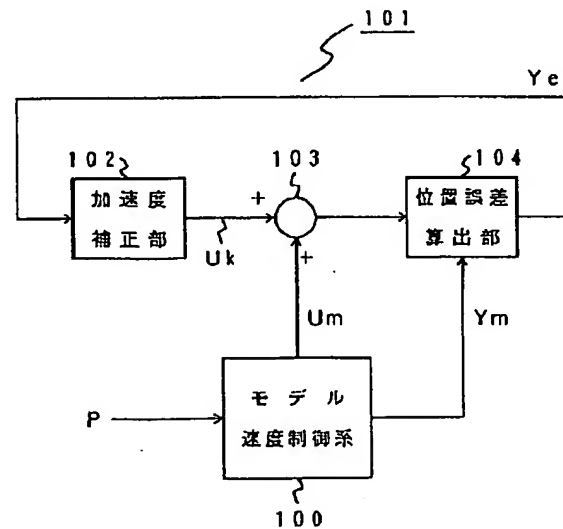 101
Ye
102
103
104
加速度
補正部
+
位置誤差
算出部
Uk
+
Um
Ym
P
モデル
速度制御系
100